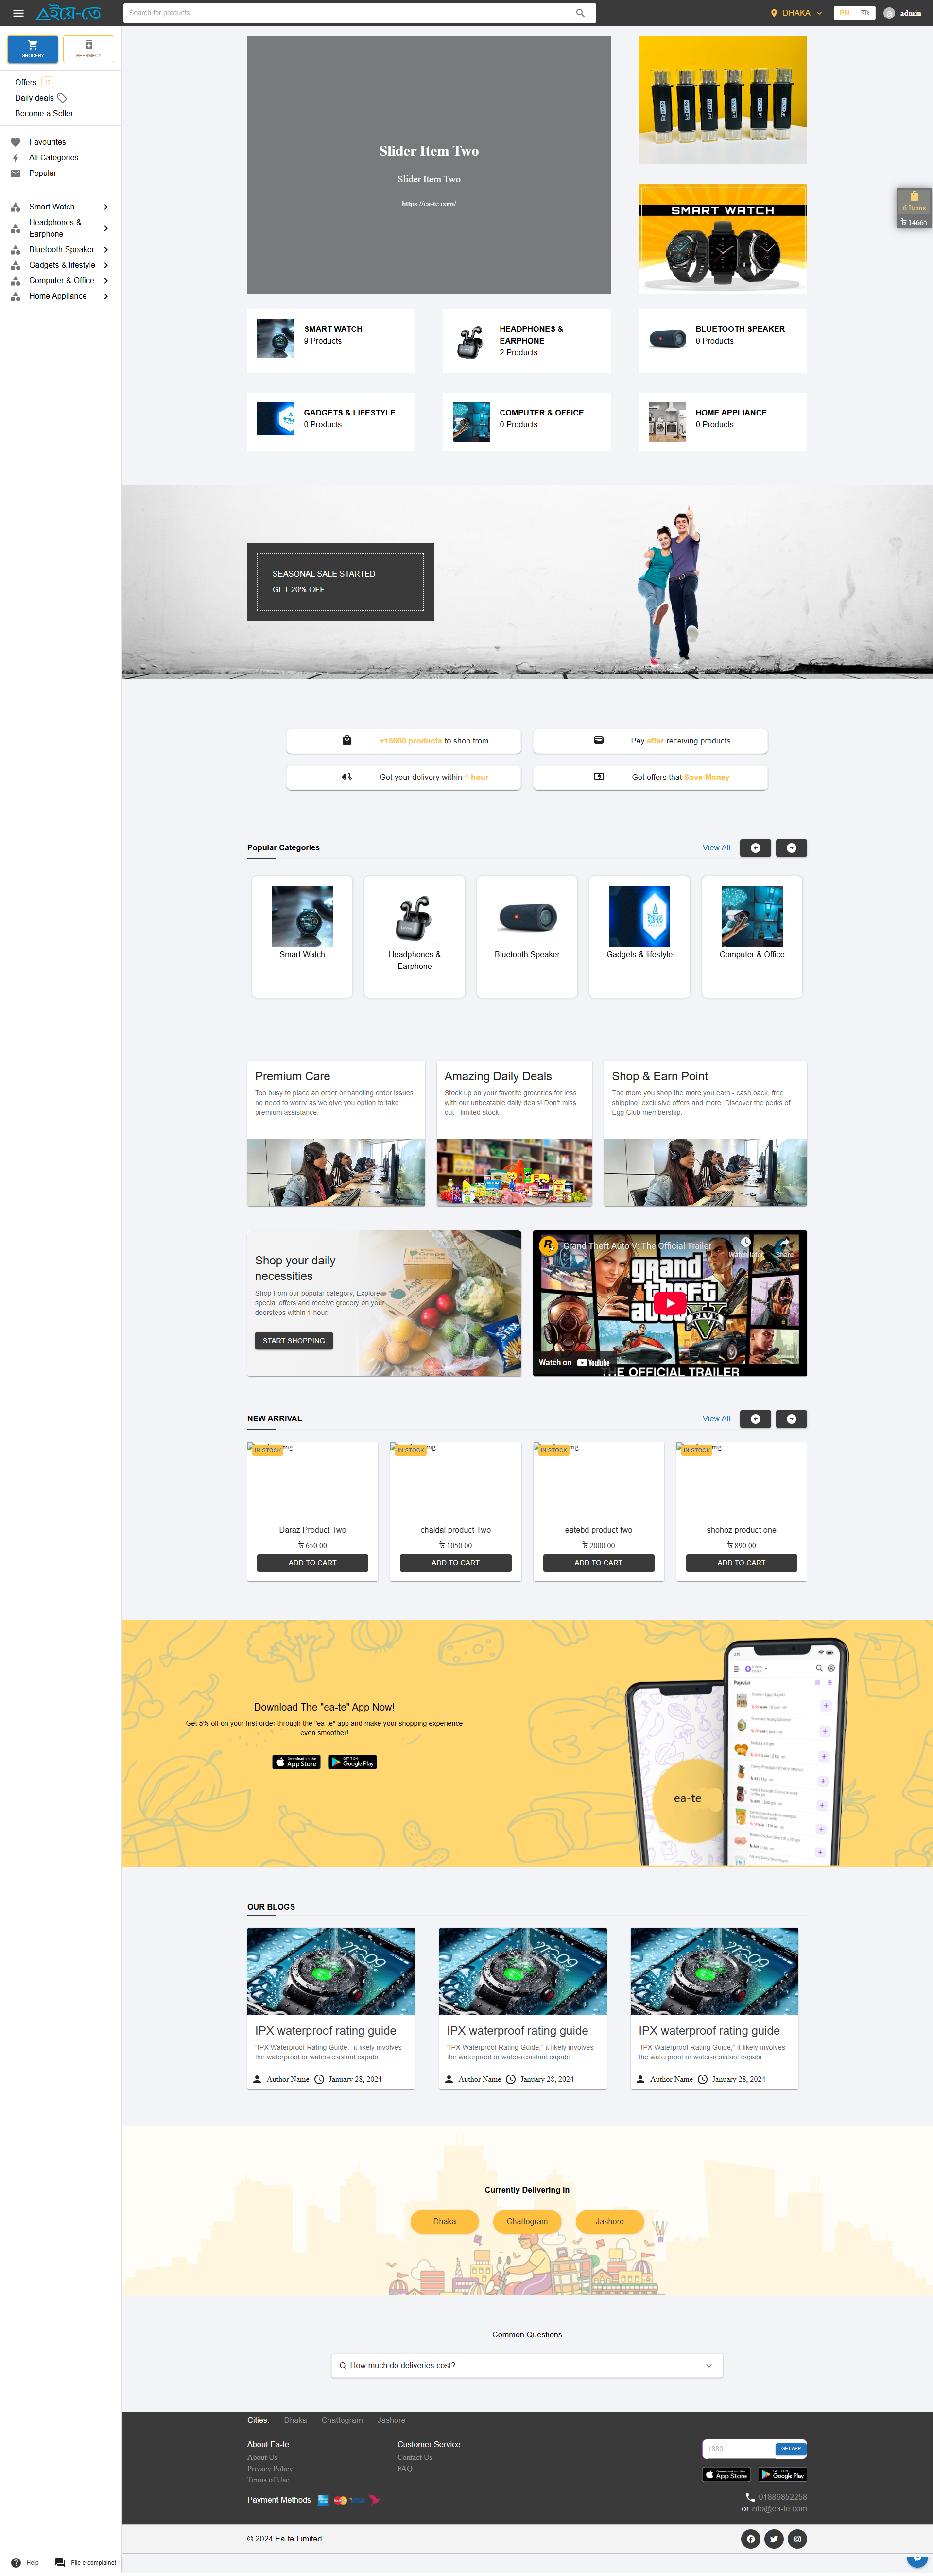 ইয়ে-তে
Search for products
DHAKA
EN
বাং
admin
GROCERY
PHERMECY
Offers
Daily deals
Become a Seller
Favourites
All Categories
Popular
Smart Watch
Headphones &
Earphone
Bluetooth Speaker
Gadgets & lifestyle
Computer & Office
Home Appliance
Slider Item Two
Slider Item Two
https://ea-te.com/
SMART WATCH
6 Items
৳ 14665
SMART WATCH
9 Products
HEADPHONES &
EARPHONE
2 Products
BLUETOOTH SPEAKER
0 Products
GADGETS & LIFESTYLE
0 Products
COMPUTER & OFFICE
0 Products
HOME APPLIANCE
0 Products
SEASONAL SALE STARTED
GET 20% OFF
+15000 products to shop from
Pay after receiving products
Get your delivery within 1 hour
Get offers that Save Money
Popular Categories
View All
Smart Watch
Headphones &
Earphone
Bluetooth Speaker
Gadgets & lifestyle
Computer & Office
Premium Care
Too busy to place an order or handling order issues
no need to worry as we give you option to take
premium assistance.
Amazing Daily Deals
Stock up on your favorite groceries for less
with our unbeatable daily deals! Don't miss
out - limited stock
Shop & Earn Point
The more you shop the more you earn - cash back, free
shipping, exclusive offers and more. Discover the perks of
Egg Club membership.
Shop your daily
necessities
Shop from our popular category, Explore
special offers and receive grocery on your
doorsteps within 1 hour.
START SHOPPING
Grand Theft Auto V: The Official Trailer
Watch later
Share
grand
theft
auto
Watch on YouTube
THE OFFICIAL TRAILER
NEW ARRIVAL
View All
IN STOCK
IN STOCK
IN STOCK
IN STOCK
Daraz Product Two
৳ 650.00
ADD TO CART
chaldal product Two
৳ 1050.00
ADD TO CART
eatebd product two
৳ 2000.00
ADD TO CART
shohoz product one
৳ 890.00
ADD TO CART
Download The "ea-te" App Now!
Get 5% off on your first order through the "ea-te" app and make your shopping experience
even smoother!
Download on the
App Store
GET IT ON
Google Play
Popular
ea-te
OUR BLOGS
IPX waterproof rating guide
"IPX Waterproof Rating Guide," it likely involves
the waterproof or water-resistant capabi...
Author Name
January 28, 2024
IPX waterproof rating guide
"IPX Waterproof Rating Guide," it likely involves
the waterproof or water-resistant capabi...
Author Name
January 28, 2024
IPX waterproof rating guide
"IPX Waterproof Rating Guide," it likely involves
the waterproof or water-resistant capabi...
Author Name
January 28, 2024
Currently Delivering in
Dhaka
Chattogram
Jashore
Common Questions
Q. How much do deliveries cost?
Cities:
Dhaka
Chattogram
Jashore
About Ea-te
About Us
Privacy Policy
Terms of Use
Customer Service
Contact Us
FAQ
+880
GET APP
Download on the
App Store
GET IT ON
Google Play
Payment Methods
01886852258
or info@ea-te.com
© 2024 Ea-te Limited
Help
File e complainet